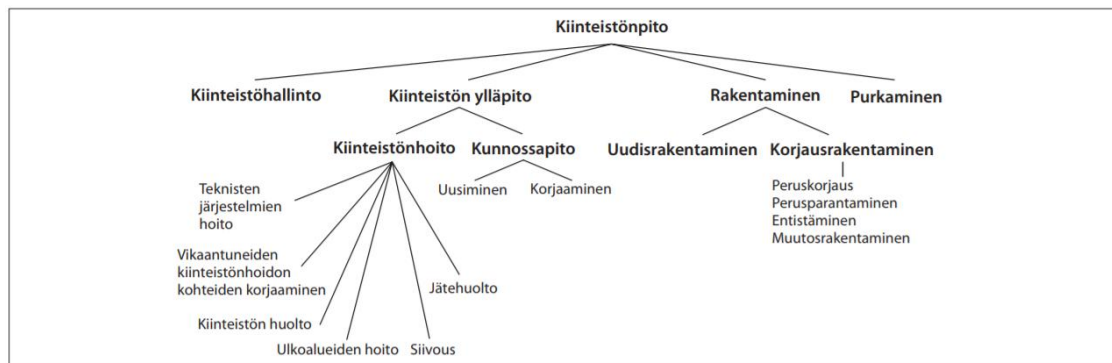 Kiinteistönpito
Kiinteistöhallinto
Kiinteistön ylläpito
Rakentaminen
Purkaminen
Kiinteistönhoito
Kunnossapito
Uudisrakentaminen
Korjausrakentaminen
Teknisten
järjestelmien
hoito
Uusiminen
Korjaaminen
Peruskorjaus
Perusparantaminen
Entistäminen
Muutosrakentaminen
Vikaantuneiden
kiinteistönhoidon
kohteiden korjaaminen
Jätehuolto
Kiinteistön huolto
Ulkoalueiden hoito
Siivous